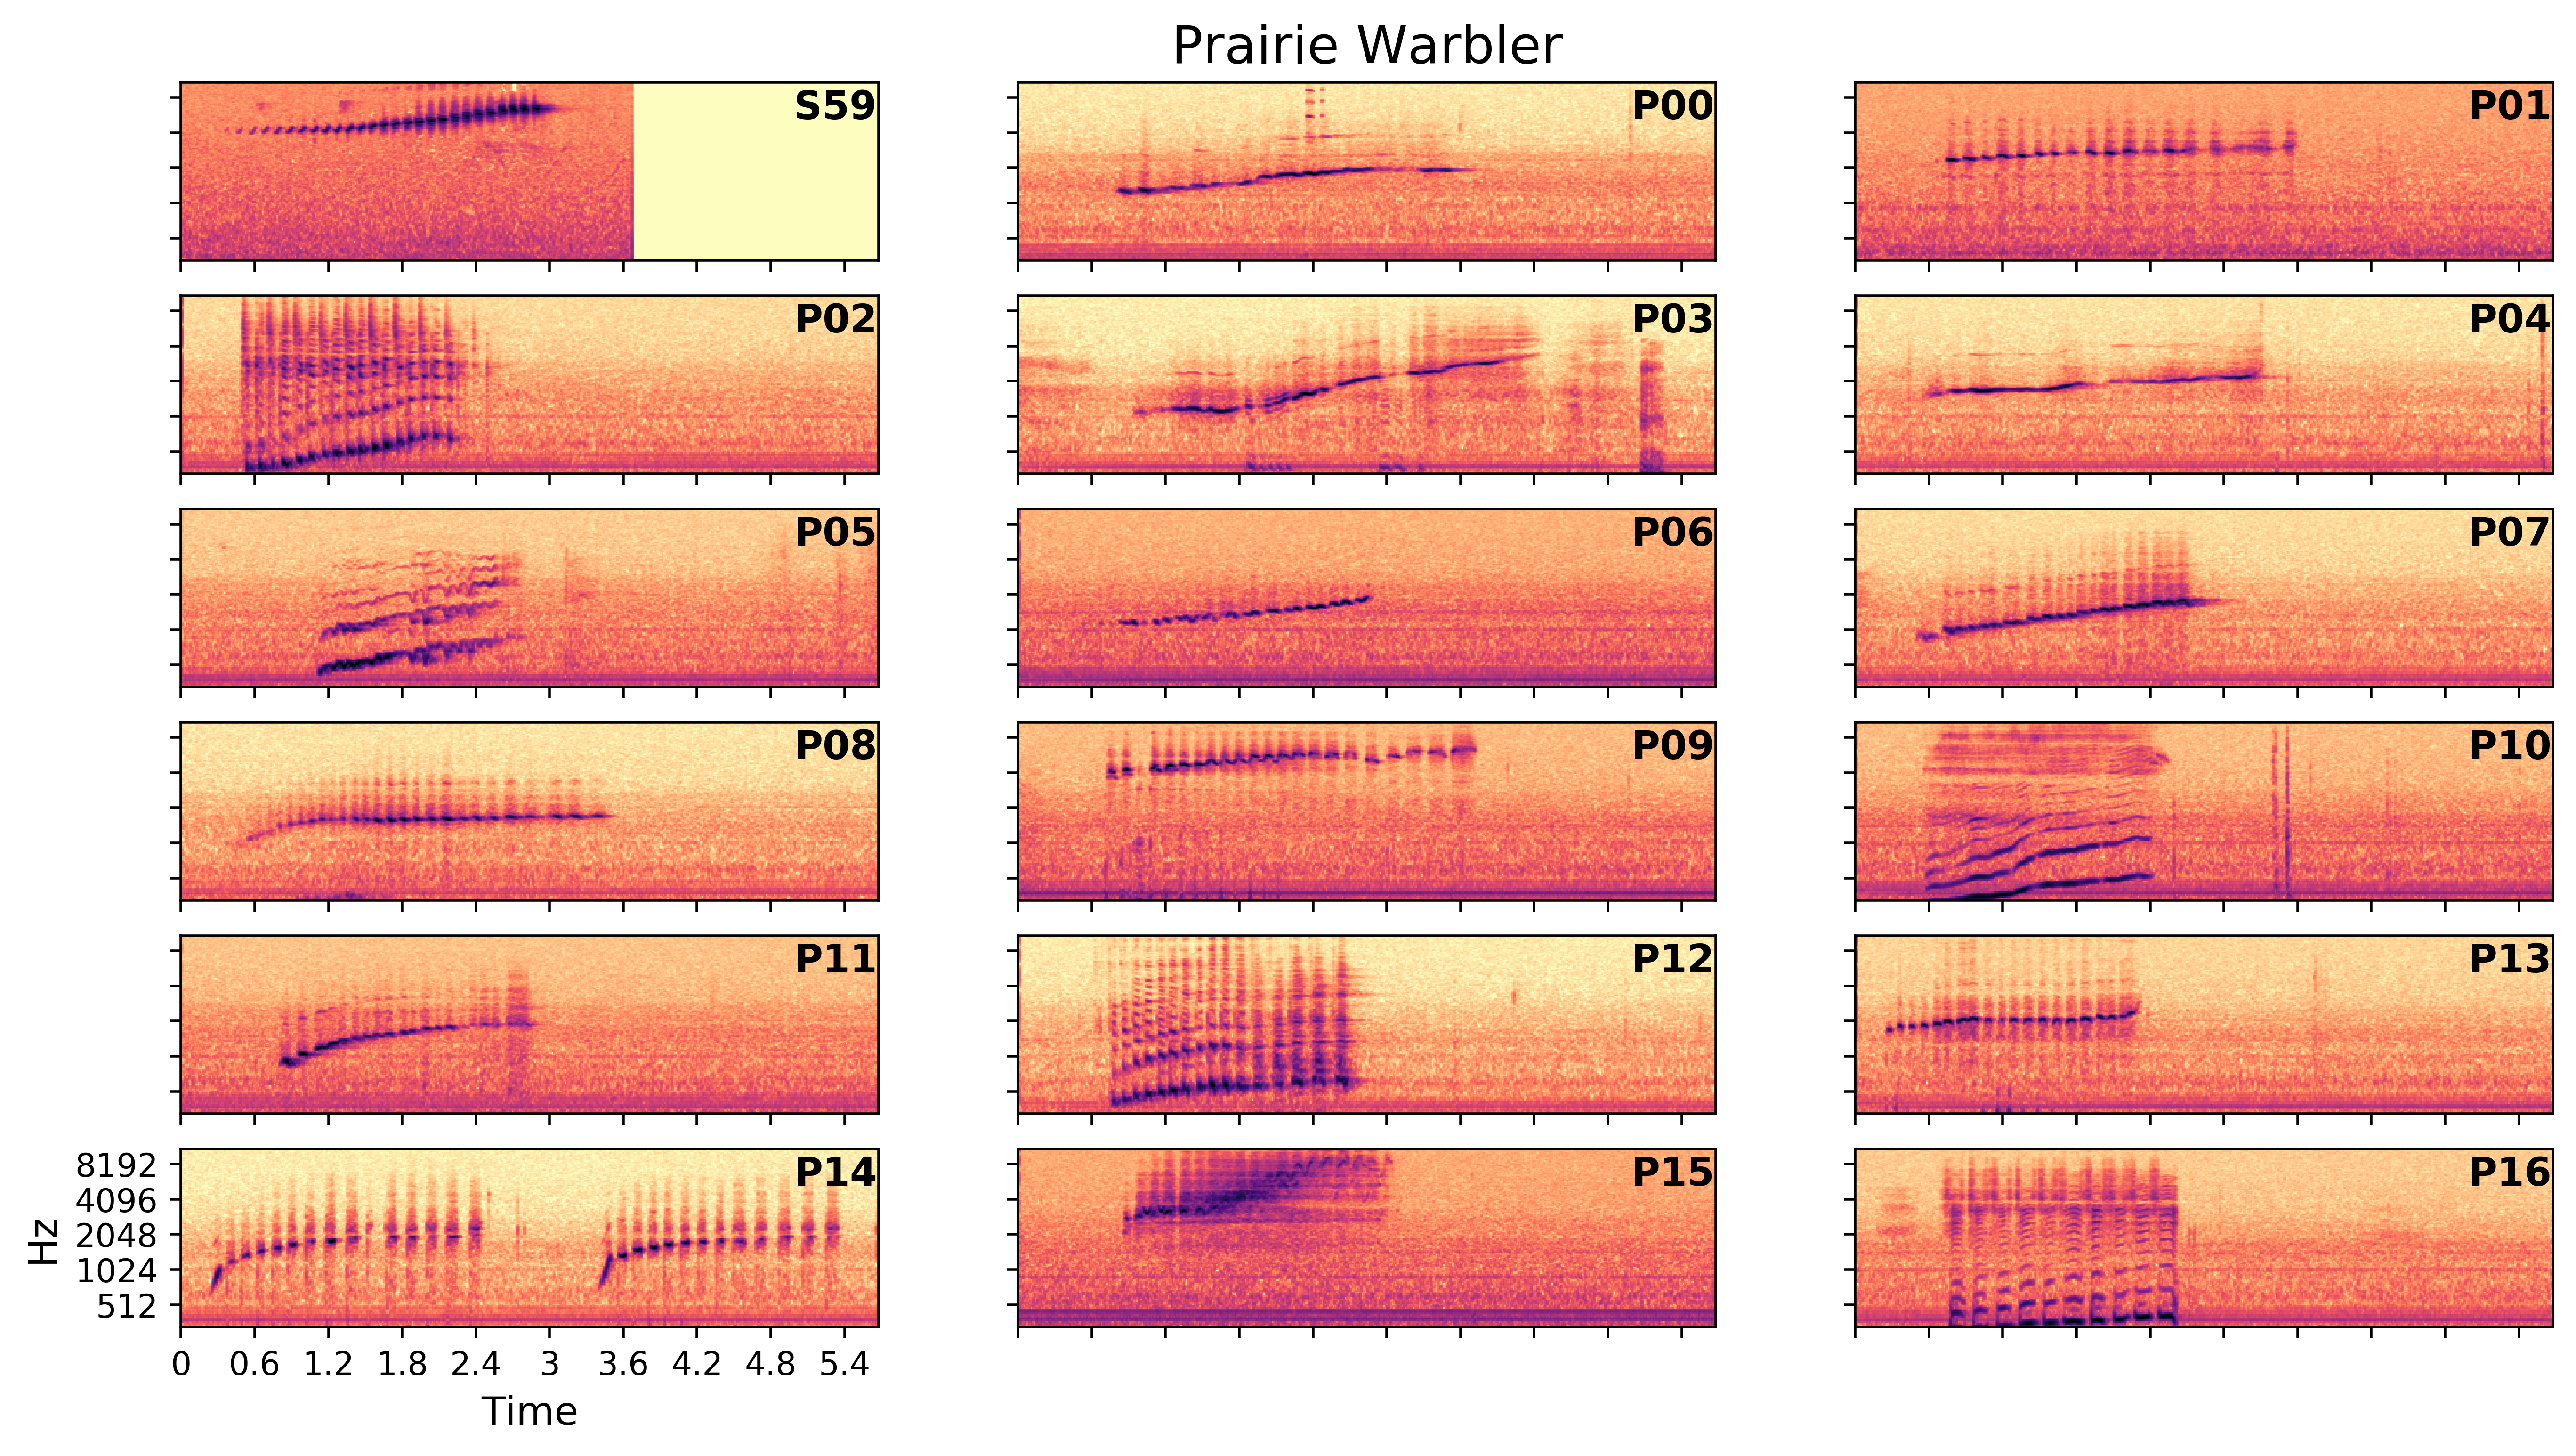 Prairie Warbler
S59
P00
P01
P02
P03
P04
P05
P06
P07
P08
P09
P10
P11
P12
P13
P14
P15
P16
8192
4096
2048
1024
512
Hz
0 0.6 1.2 1.8 2.4 3 3.6 4.2 4.8 5.4
Time